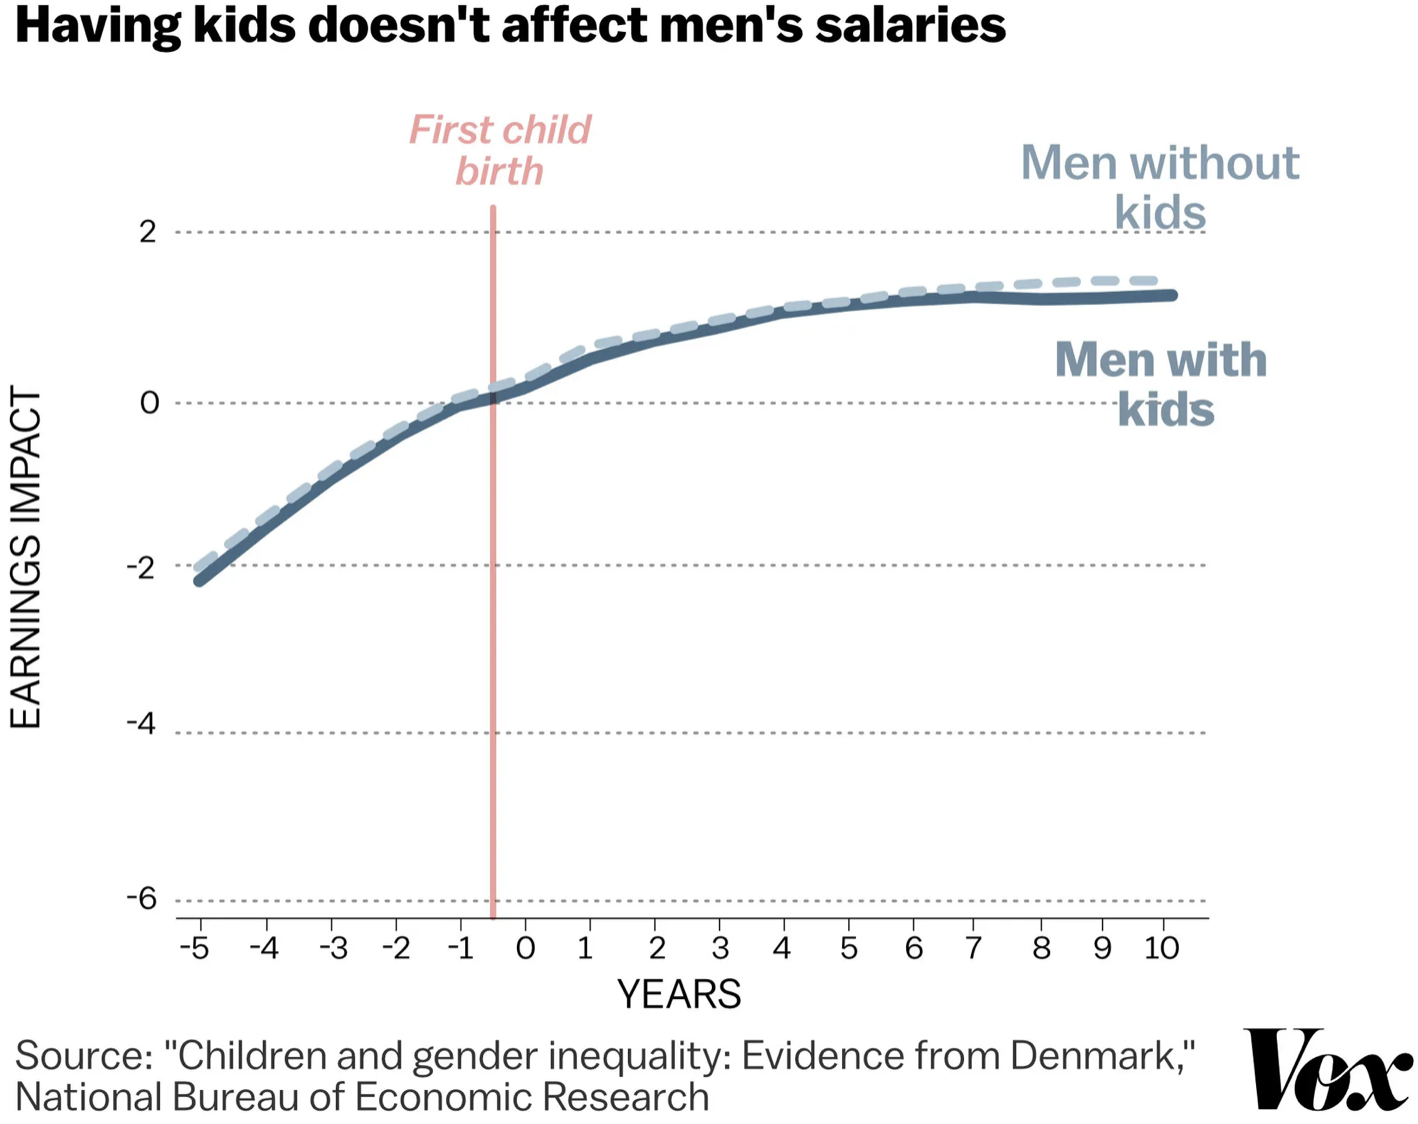 Having kids doesn't affect men's salaries
First child
birth
Men without
kids
Men with
kids
EARNINGS IMPACT
2
0
-2
-4
-6
-5 -4 -3 -2 -1 0 1 2 3 4 5 6 7 8 9 10
YEARS
Source: "Children and gender inequality: Evidence from Denmark,"
National Bureau of Economic Research
Vox